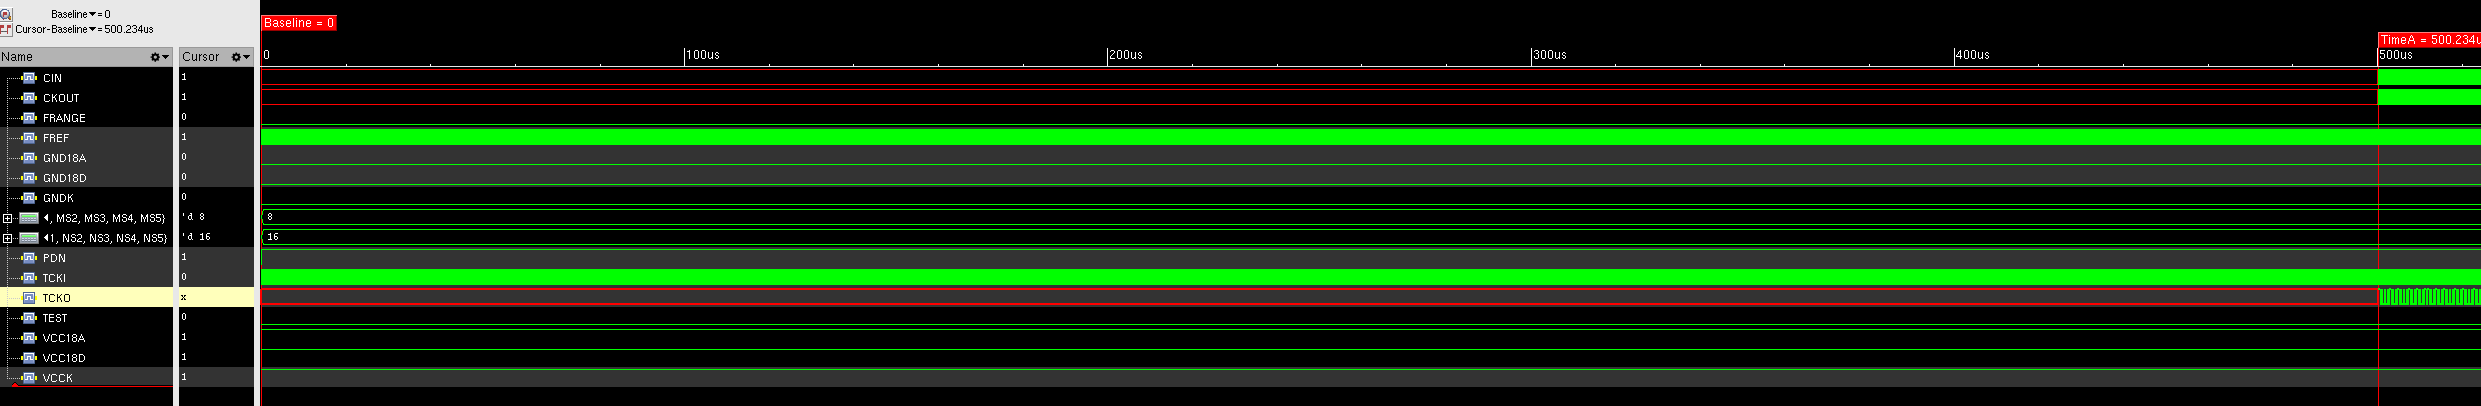 Baseline▼= 0
Cursor-Baseline▼= 500.234us
Baseline = 0
TimeA = 500.234u
Name
Cursor
0
100us
200us
300us
400us
500us
CIN 1
CKOUT 1
FRANGE 0
FREF 1
GND18A 0
GND18D 0
GNDK 0
, MS2, MS3, MS4, MS5} 'd 8 8
1, NS2, NS3, NS4, NS5} 'd 16 16
PDN 1
TCKI 0
TCKO x
TEST 0
VCC18A 1
VCC18D 1
VCCK 1